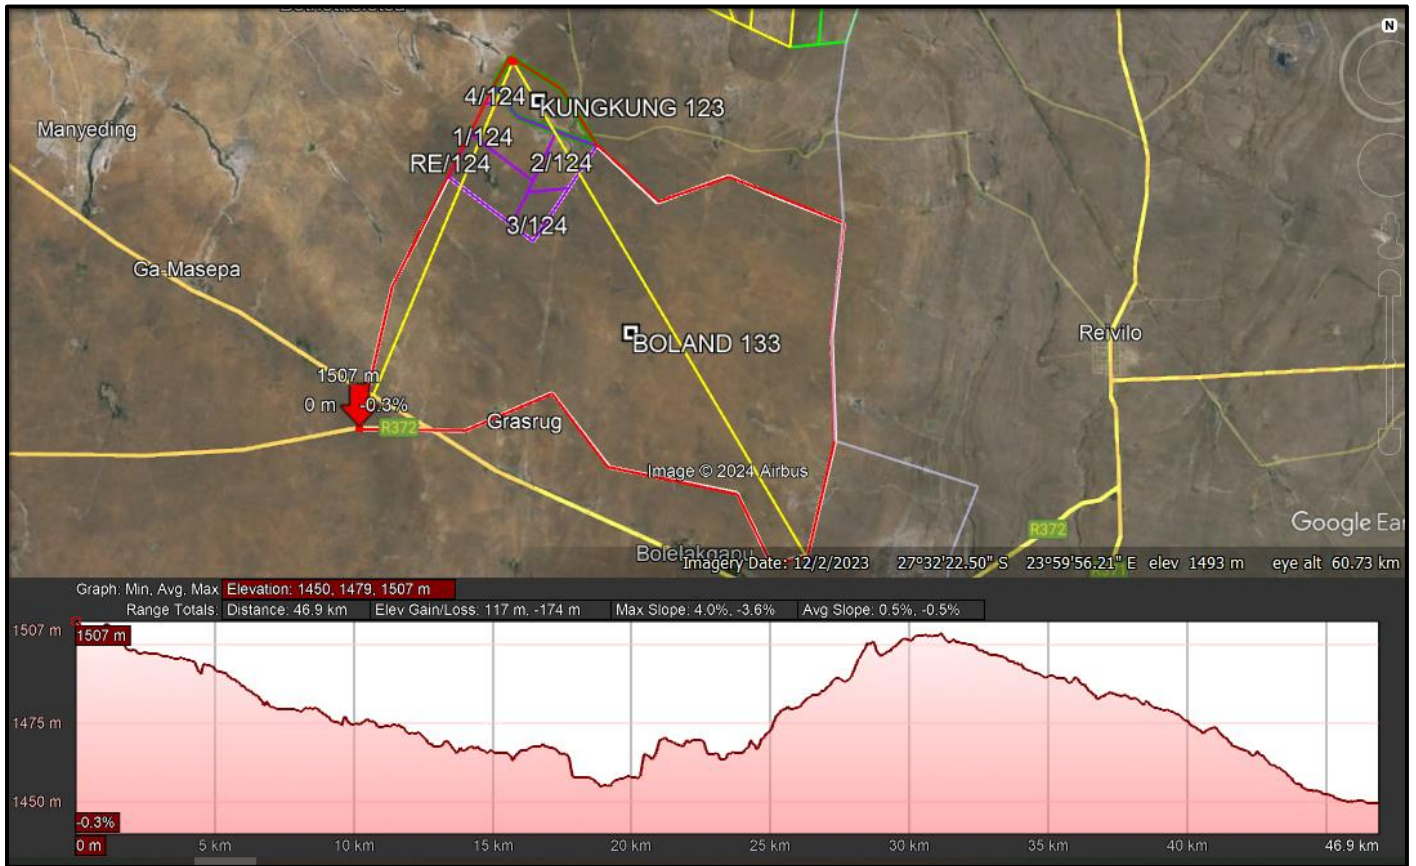 N
4/124
KUNGKUNG 123
Manyeding
1/124
RE/124
2/124
3/124
Ga-Masepa
Reivilo
BOLAND 133
1507 m
0 m -0.3%
R372
Grasrug
Image © 2024 Airbus
Google Ear
R372
Bolelakganu
Imagery Date: 12/2/2023 27°32'22.50" S 23°59'56.21" E elev 1493 m eye alt 60.73 km
Graph: Min, Avg, Max Elevation: 1450, 1479, 1507 m
Range Totals: Distance: 46.9 km Elev Gain/Loss: 117 m, -174 m Max Slope: 4.0%, -3.6% Avg Slope: 0.5%, -0.5%
1507 m
1507 m
1475 m
1450 m
-0.3%
0 m 5 km 10 km 15 km 20 km 25 km 30 km 35 km 40 km 46.9 km